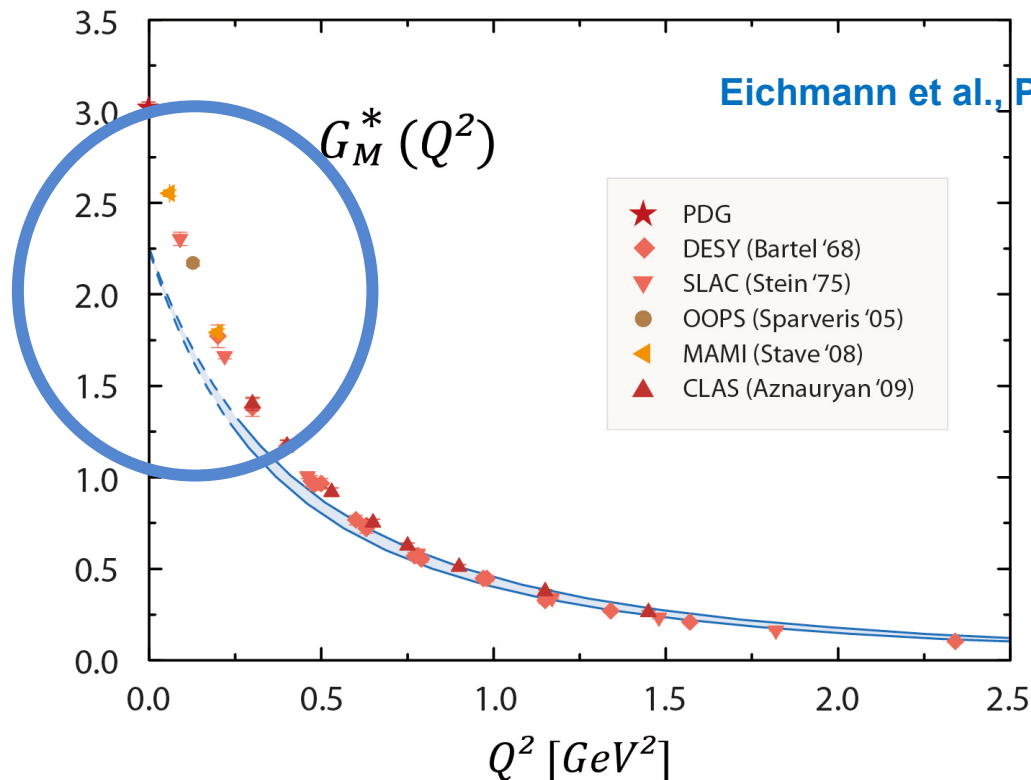 3.5
3.0
2.5
2.0
1.5
1.0
0.5
0.0
Eichmann et al., P
G*M (Q²)
PDG
DESY (Bartel ‘68)
SLAC (Stein ‘75)
OOPS (Sparveris ‘05)
MAMI (Stave ‘08)
CLAS (Aznauryan ‘09)
0.0 0.5 1.0 1.5 2.0 2.5
Q² [GeV²]